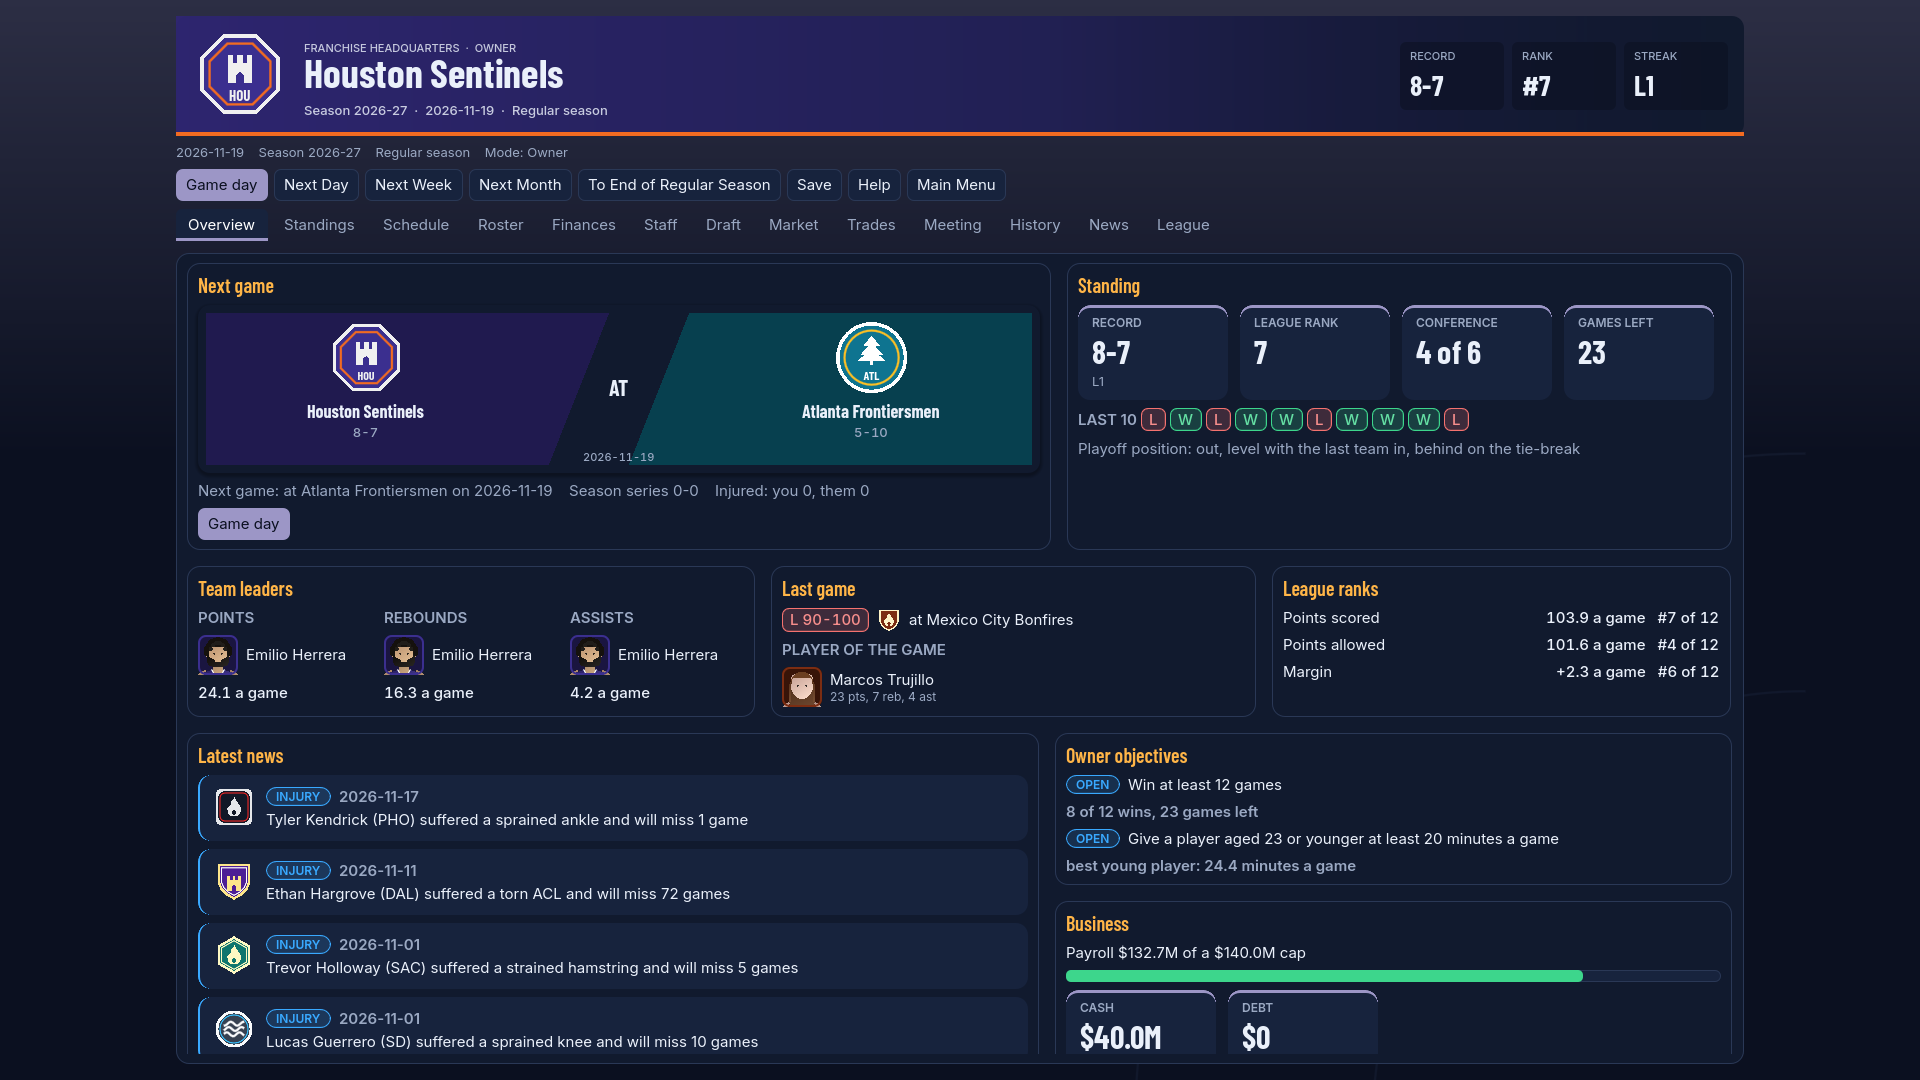 HOU
FRANCHISE HEADQUARTERS · OWNER
Houston Sentinels
Season 2026-27 · 2026-11-19 · Regular season
RECORD
8-7
RANK
#7
STREAK
L1
2026-11-19 Season 2026-27 Regular season Mode: Owner
Game day Next Day Next Week Next Month To End of Regular Season Save Help Main Menu
Overview Standings Schedule Roster Finances Staff Draft Market Trades Meeting History News League
Next game
HOU
Houston Sentinels
8-7
AT
ATL
Atlanta Frontiersmen
5-10
2026-11-19
Next game: at Atlanta Frontiersmen on 2026-11-19 Season series 0-0 Injured: you 0, them 0
Game day
Standing
RECORD
8-7
L1
LEAGUE RANK
7
CONFERENCE
4 of 6
GAMES LEFT
23
LAST 10 L W L W W L W W W L
Playoff position: out, level with the last team in, behind on the tie-break
Team leaders
POINTS
Emilio Herrera
24.1 a game
REBOUNDS
Emilio Herrera
16.3 a game
ASSISTS
Emilio Herrera
4.2 a game
Last game
L 90-100 at Mexico City Bonfires
PLAYER OF THE GAME
Marcos Trujillo
23 pts, 7 reb, 4 ast
League ranks
Points scored 103.9 a game #7 of 12
Points allowed 101.6 a game #4 of 12
Margin +2.3 a game #6 of 12
Latest news
INJURY 2026-11-17
Tyler Kendrick (PHO) suffered a sprained ankle and will miss 1 game
INJURY 2026-11-11
Ethan Hargrove (DAL) suffered a torn ACL and will miss 72 games
INJURY 2026-11-01
Trevor Holloway (SAC) suffered a strained hamstring and will miss 5 games
INJURY 2026-11-01
Lucas Guerrero (SD) suffered a sprained knee and will miss 10 games
Owner objectives
OPEN Win at least 12 games
8 of 12 wins, 23 games left
OPEN Give a player aged 23 or younger at least 20 minutes a game
best young player: 24.4 minutes a game
Business
Payroll $132.7M of a $140.0M cap
CASH
$40.0M
DEBT
$0